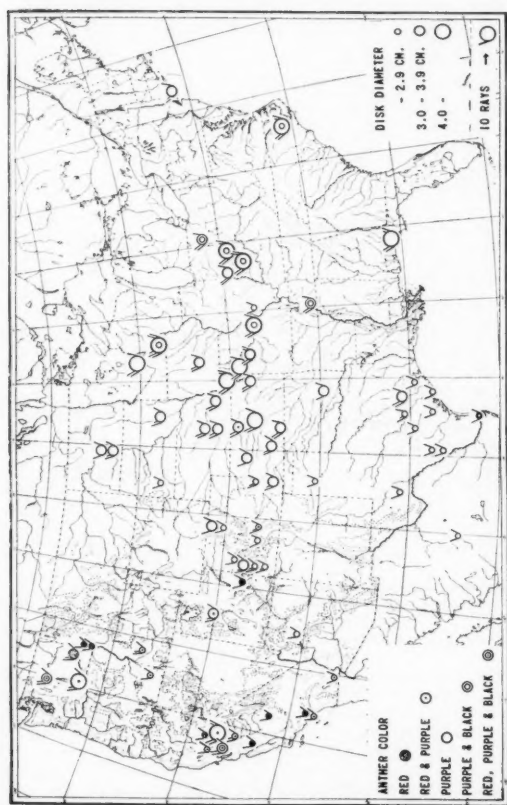 DISK DIAMETER
- 2.9 CM.
3.0 - 3.9 CM.
4.0 -
10 RAYS →
ANTHER COLOR
RED
RED & PURPLE
PURPLE
PURPLE & BLACK
RED, PURPLE & BLACK